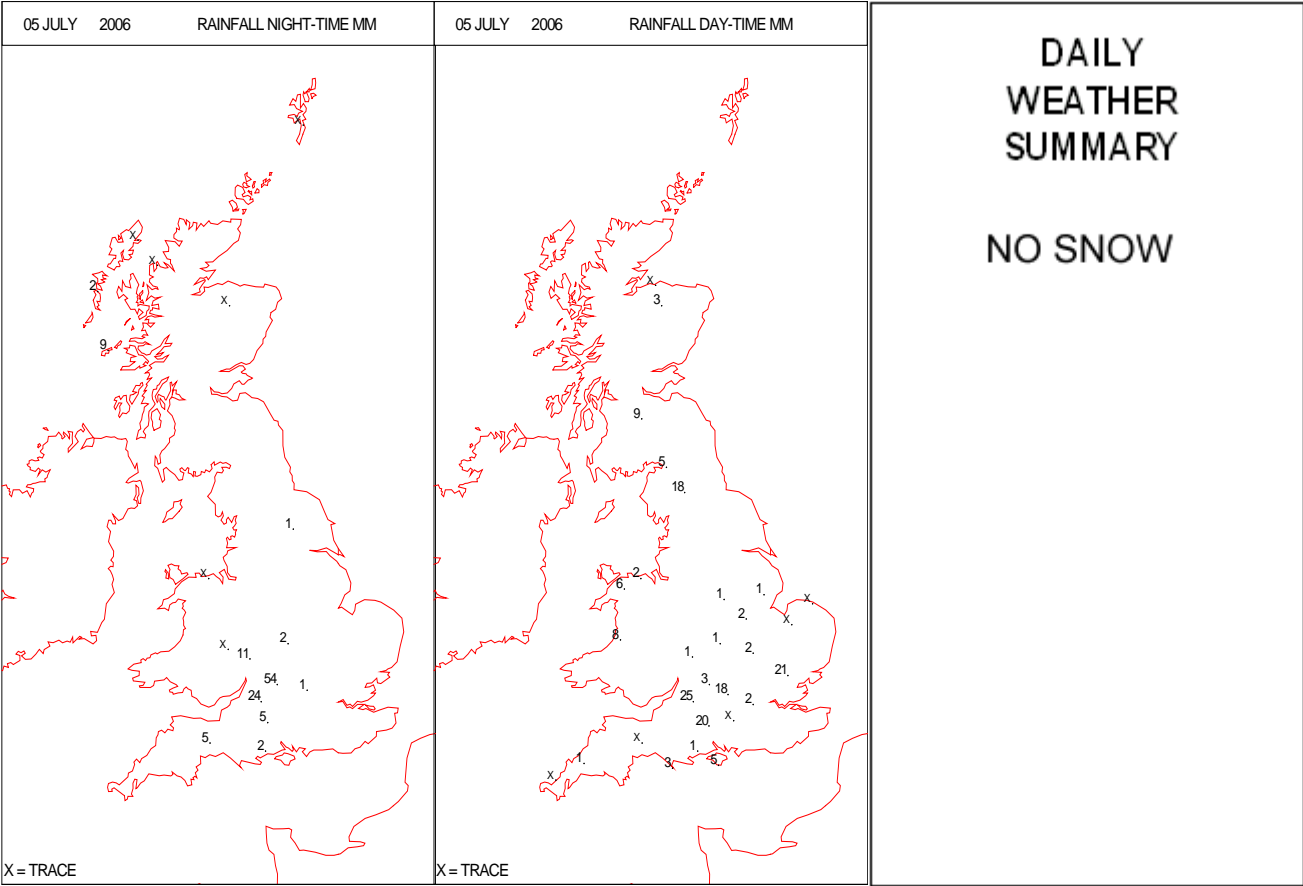 05 JULY 2006 RAINFALL NIGHT-TIME MM
X
X
X
2
X.
9.
1.
X.
2.
X.
11.
54.
1.
24.
5.
5.
2.
X = TRACE
05 JULY 2006 RAINFALL DAY-TIME MM
X.
3.
9.
5.
18.
2.
6.
1.
1.
X.
2.
X.
8.
1.
2.
1.
21.
3.
18.
25.
2.
X.
20.
X.
1.
1.
3.
5.
X.
X = TRACE
DAILY
WEATHER
SUMMARY
NO SNOW